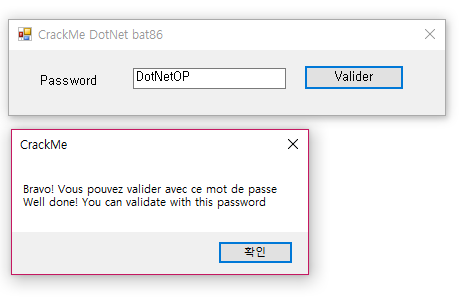 CrackMe DotNet bat86
Password DotNetOP Valider
CrackMe
Bravo! Vous pouvez valider avec ce mot de passe
Well done! You can validate with this password
확인